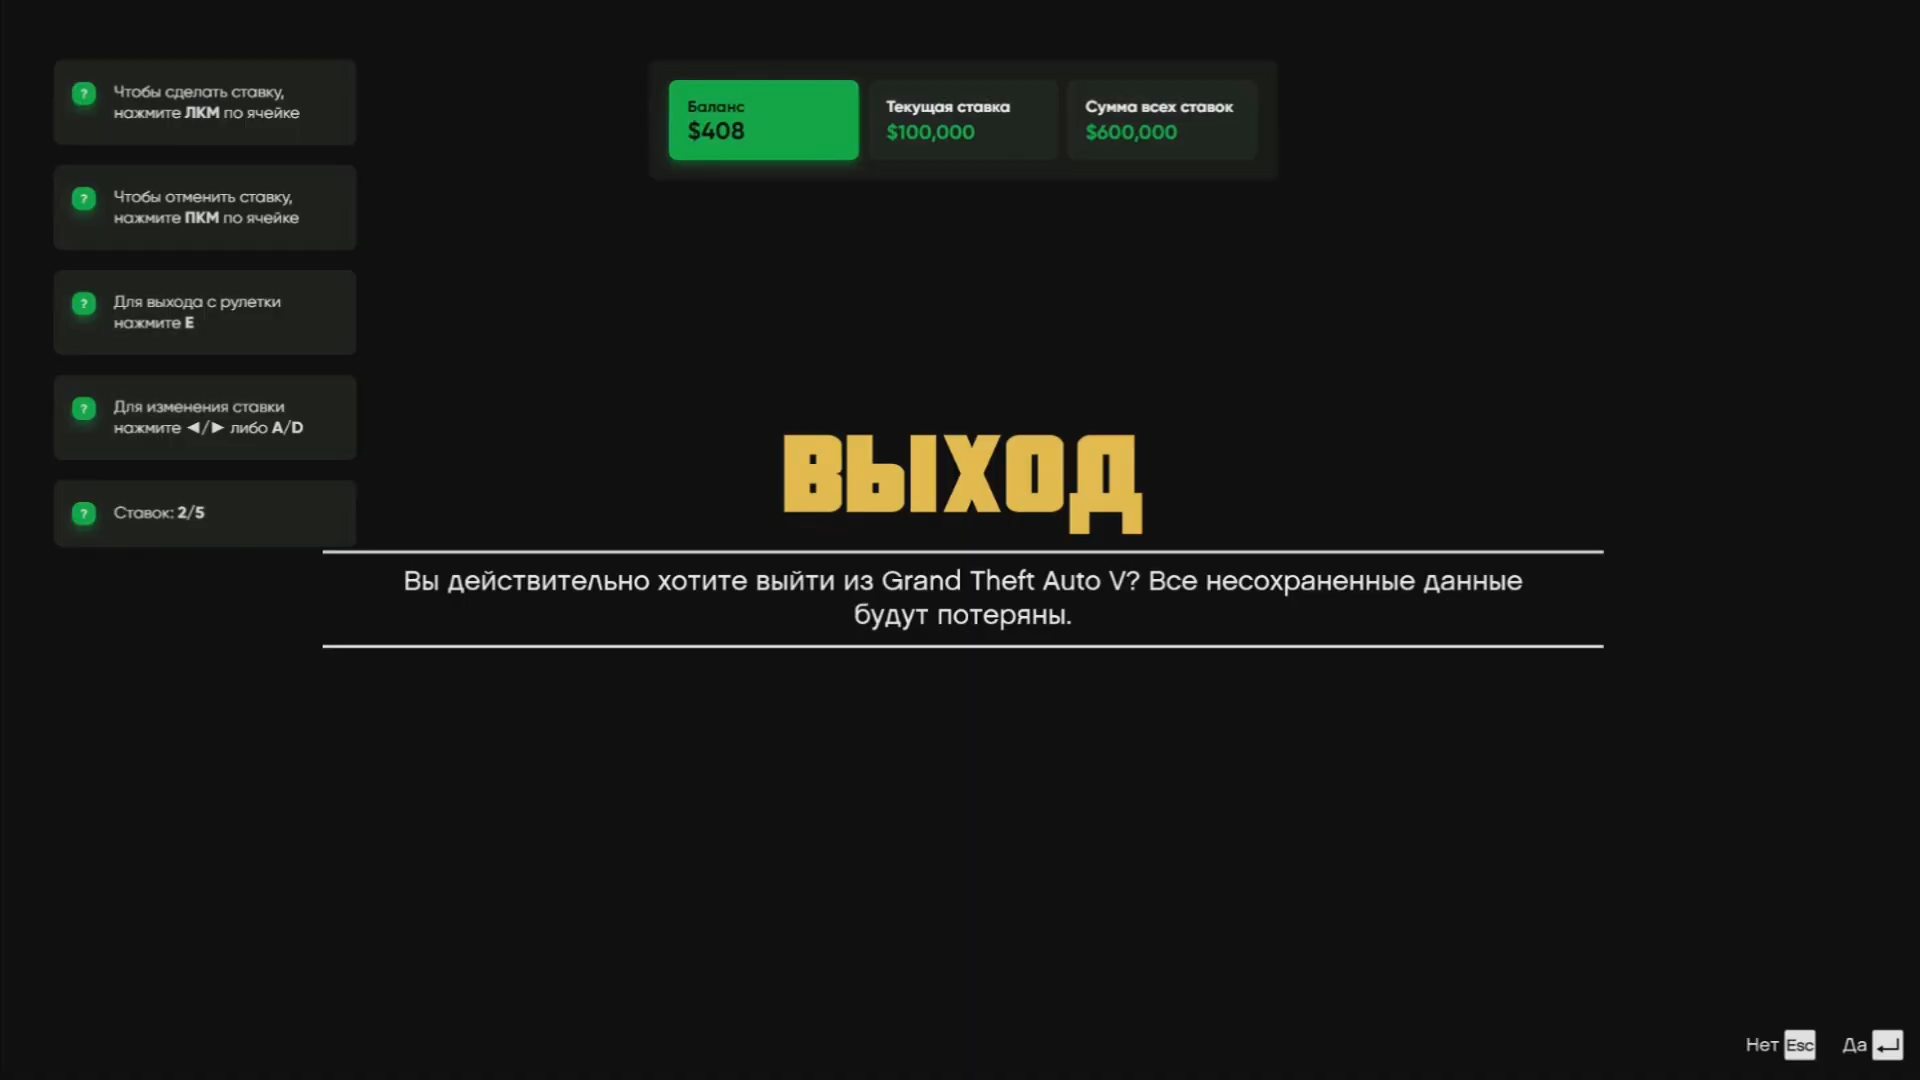 Чтобы сделать ставку,
нажмите ЛКМ по ячейке
Чтобы отменить ставку,
нажмите ПКМ по ячейке
Для выхода с рулетки
нажмите E
Для изменения ставки
нажмите ◄/► либо A/D
Ставок: 2/5
Баланс
$408
Текущая ставка
$100,000
Сумма всех ставок
$600,000
ВЫХОД
Вы действительно хотите выйти из Grand Theft Auto V? Все несохраненные данные
будут потеряны.
Нет Esc Да